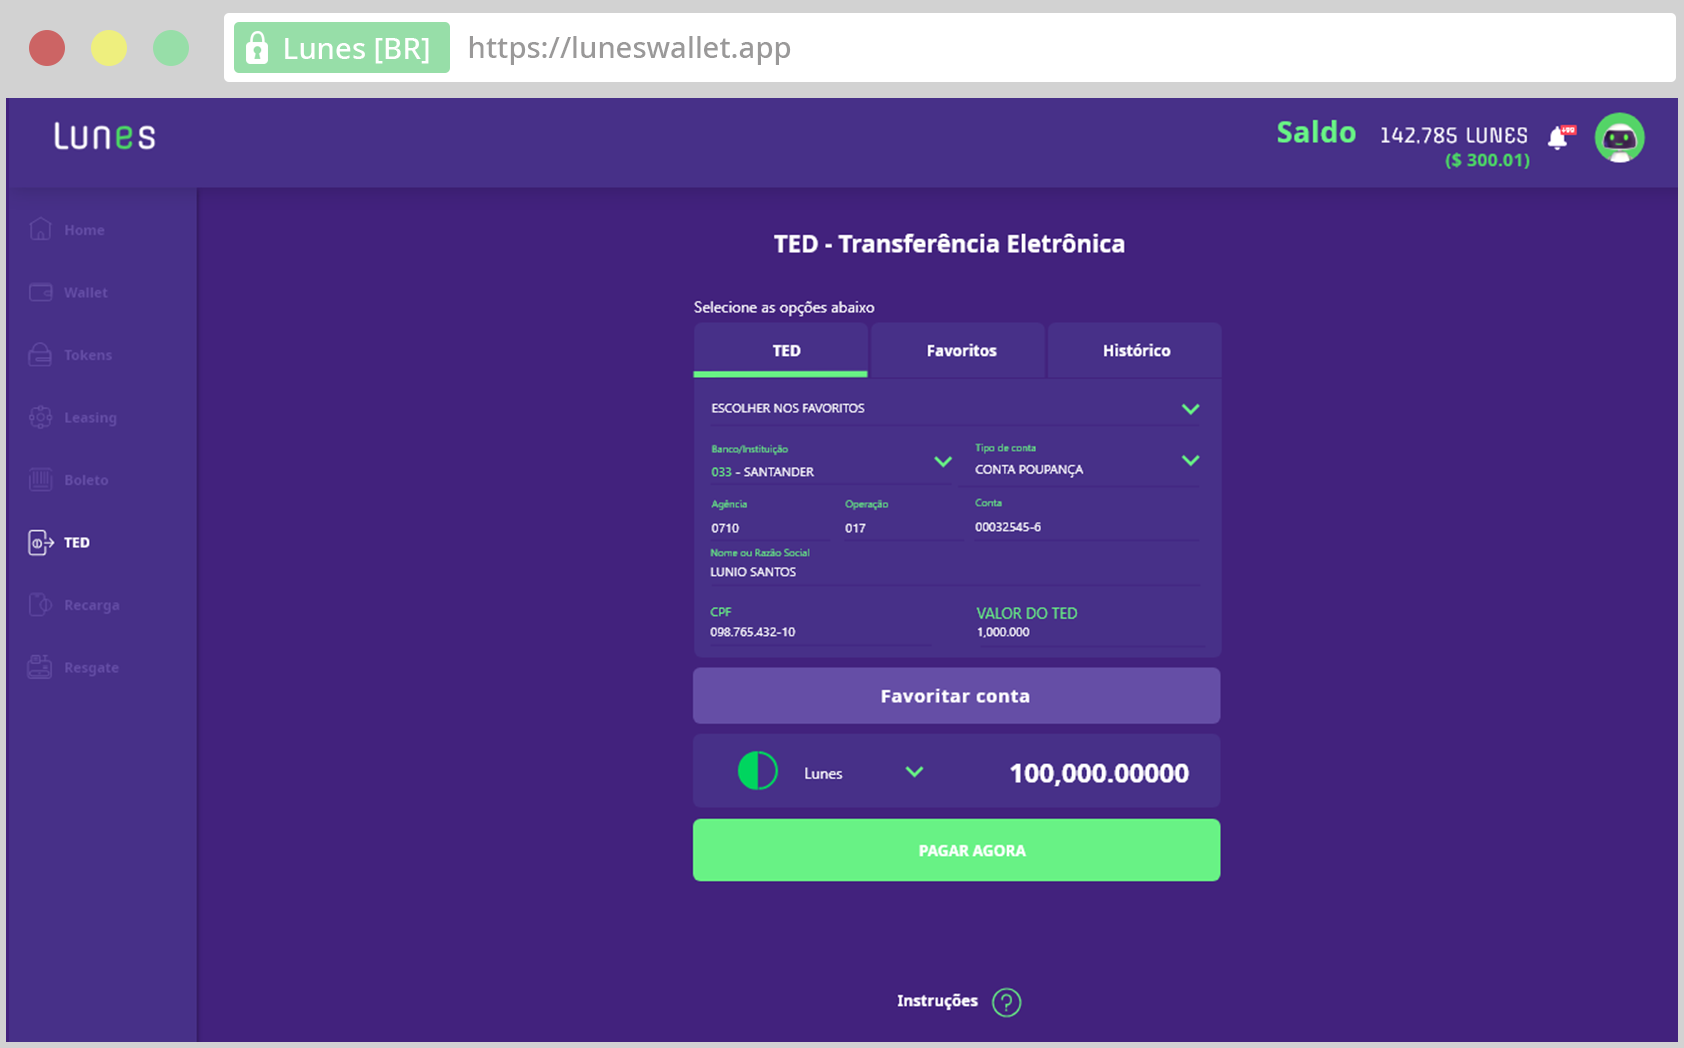 Lunes [BR] https://luneswallet.app
Lunes
Saldo 142,785 LUNES +99
($ 300.01)
Home
Wallet
Tokens
Leasing
Boleto
TED
Recarga
Resgate
TED - Transferência Eletrônica
Selecione as opções abaixo
TED Favoritos Histórico
ESCOLHER NOS FAVORITOS
Banco/Instituição Tipo de conta
033 - SANTANDER CONTA POUPANÇA
Agência Operação Conta
0710 017 00032545-6
Nome ou Razão Social
LUNIO SANTOS
CPF VALOR DO TED
098.765.432-10 1,000.000
Favoritar conta
Lunes 100,000.00000
PAGAR AGORA
Instruções ?